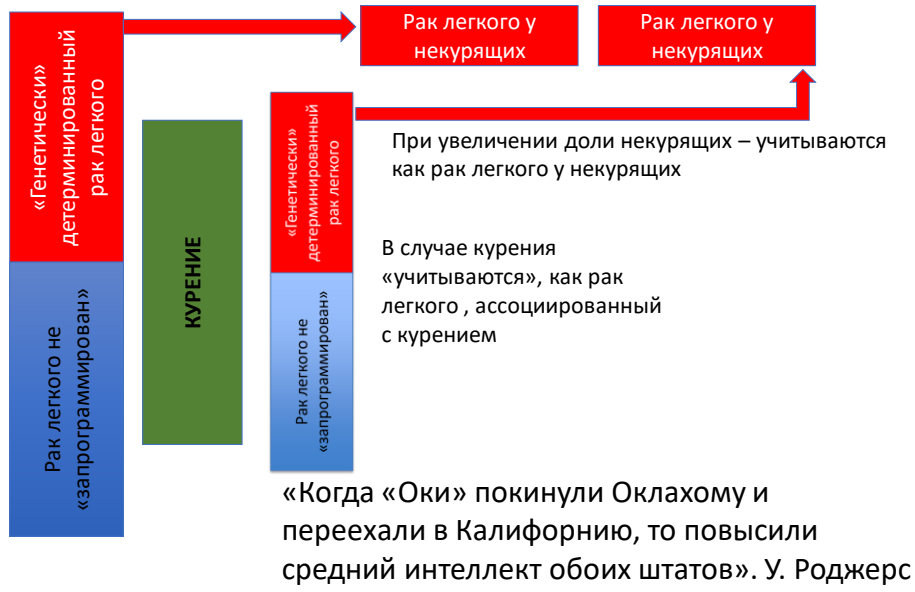 «Генетически»
детерминированный
рак легкого
Рак легкого не
«запрограммирован»
КУРЕНИЕ
«Генетически»
детерминированный
рак легкого
Рак легкого не
«запрограммирован»
Рак легкого у
некурящих
Рак легкого у
некурящих
При увеличении доли некурящих – учитываются
как рак легкого у некурящих
В случае курения
«учитываются», как рак
легкого , ассоциированный
с курением
«Когда «Оки» покинули Оклахому и
переехали в Калифорнию, то повысили
средний интеллект обоих штатов». У. Роджерс